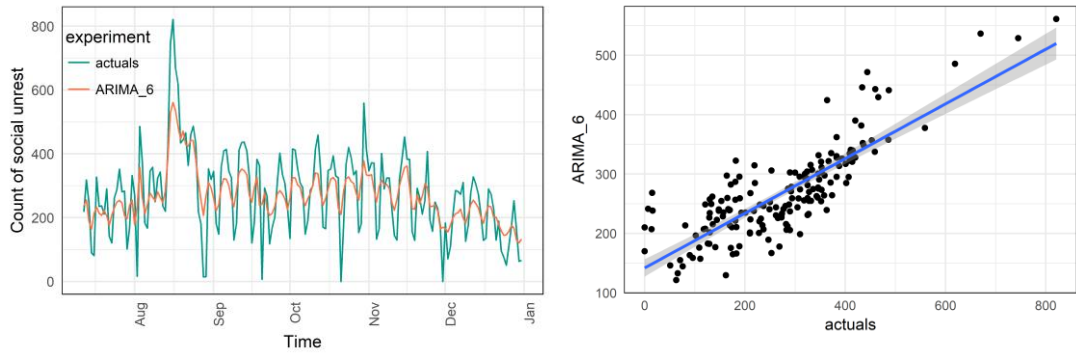 Count of social unrest
800
600
400
200
0
experiment
actuals
ARIMA_6
Aug
Sep
Oct
Nov
Dec
Jan
Time
ARIMA_6
500
400
300
200
100
0
200
400
600
800
actuals